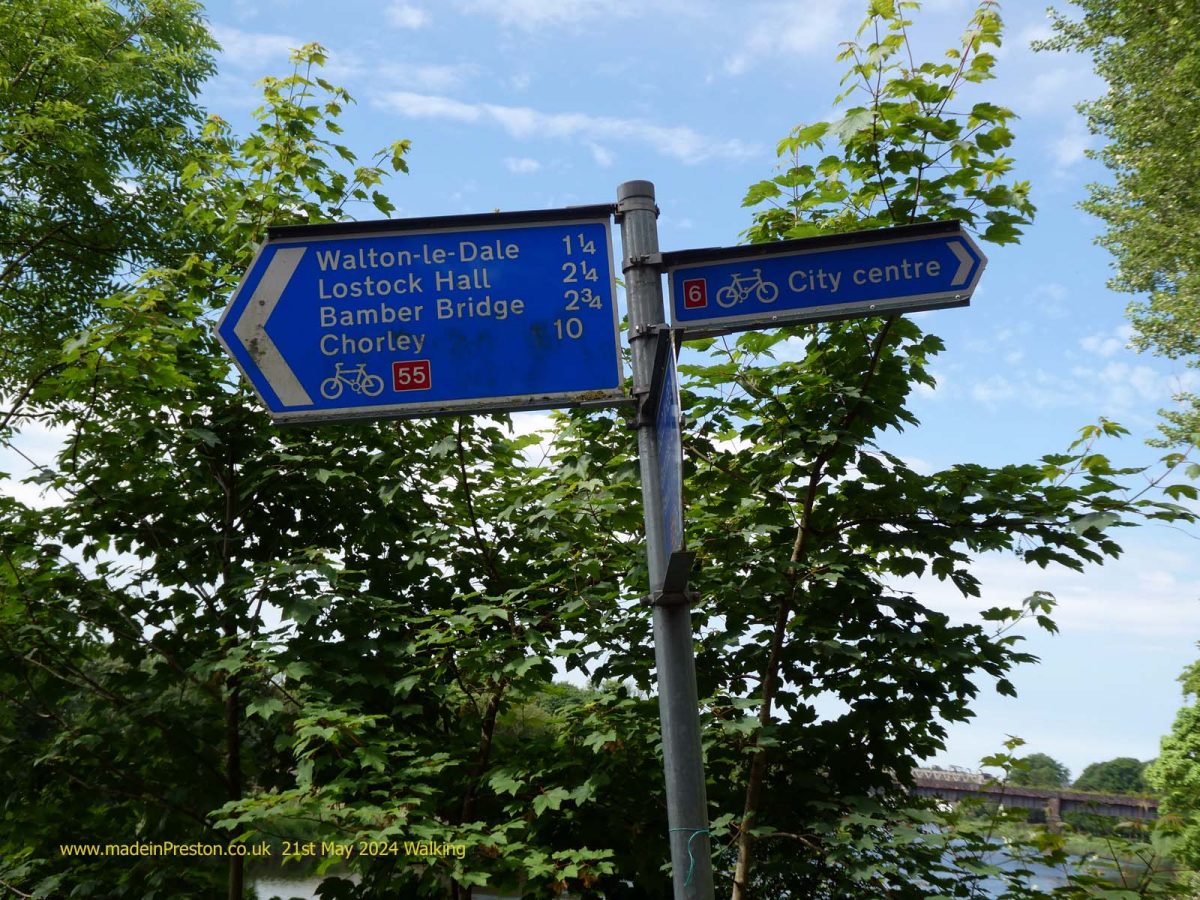 Walton-le-Dale 1¼
Lostock Hall 2¼
Bamber Bridge 2¾
Chorley 10
55
6 City centre
www.madeinPreston.co.uk 21st May 2024 Walking